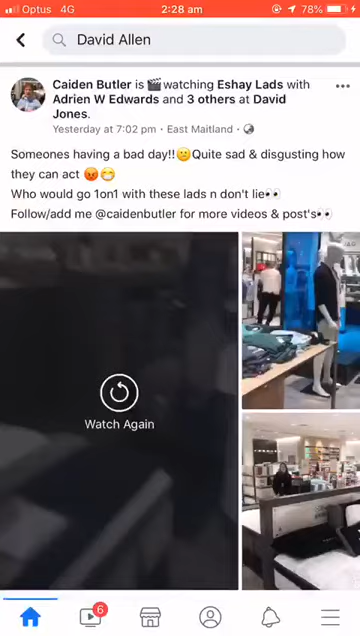 Optus 4G 2:28 am 78%
David Allen
Caiden Butler is watching Eshay Lads with
Adrien W Edwards and 3 others at David
Jones.
Yesterday at 7:02 pm · East Maitland ·
Someones having a bad day!!🙁Quite sad & disgusting how
they can act 😡😷
Who would go 1on1 with these lads n don't lie👀
Follow/add me @caidenbutler for more videos & post's👀
Watch Again
6